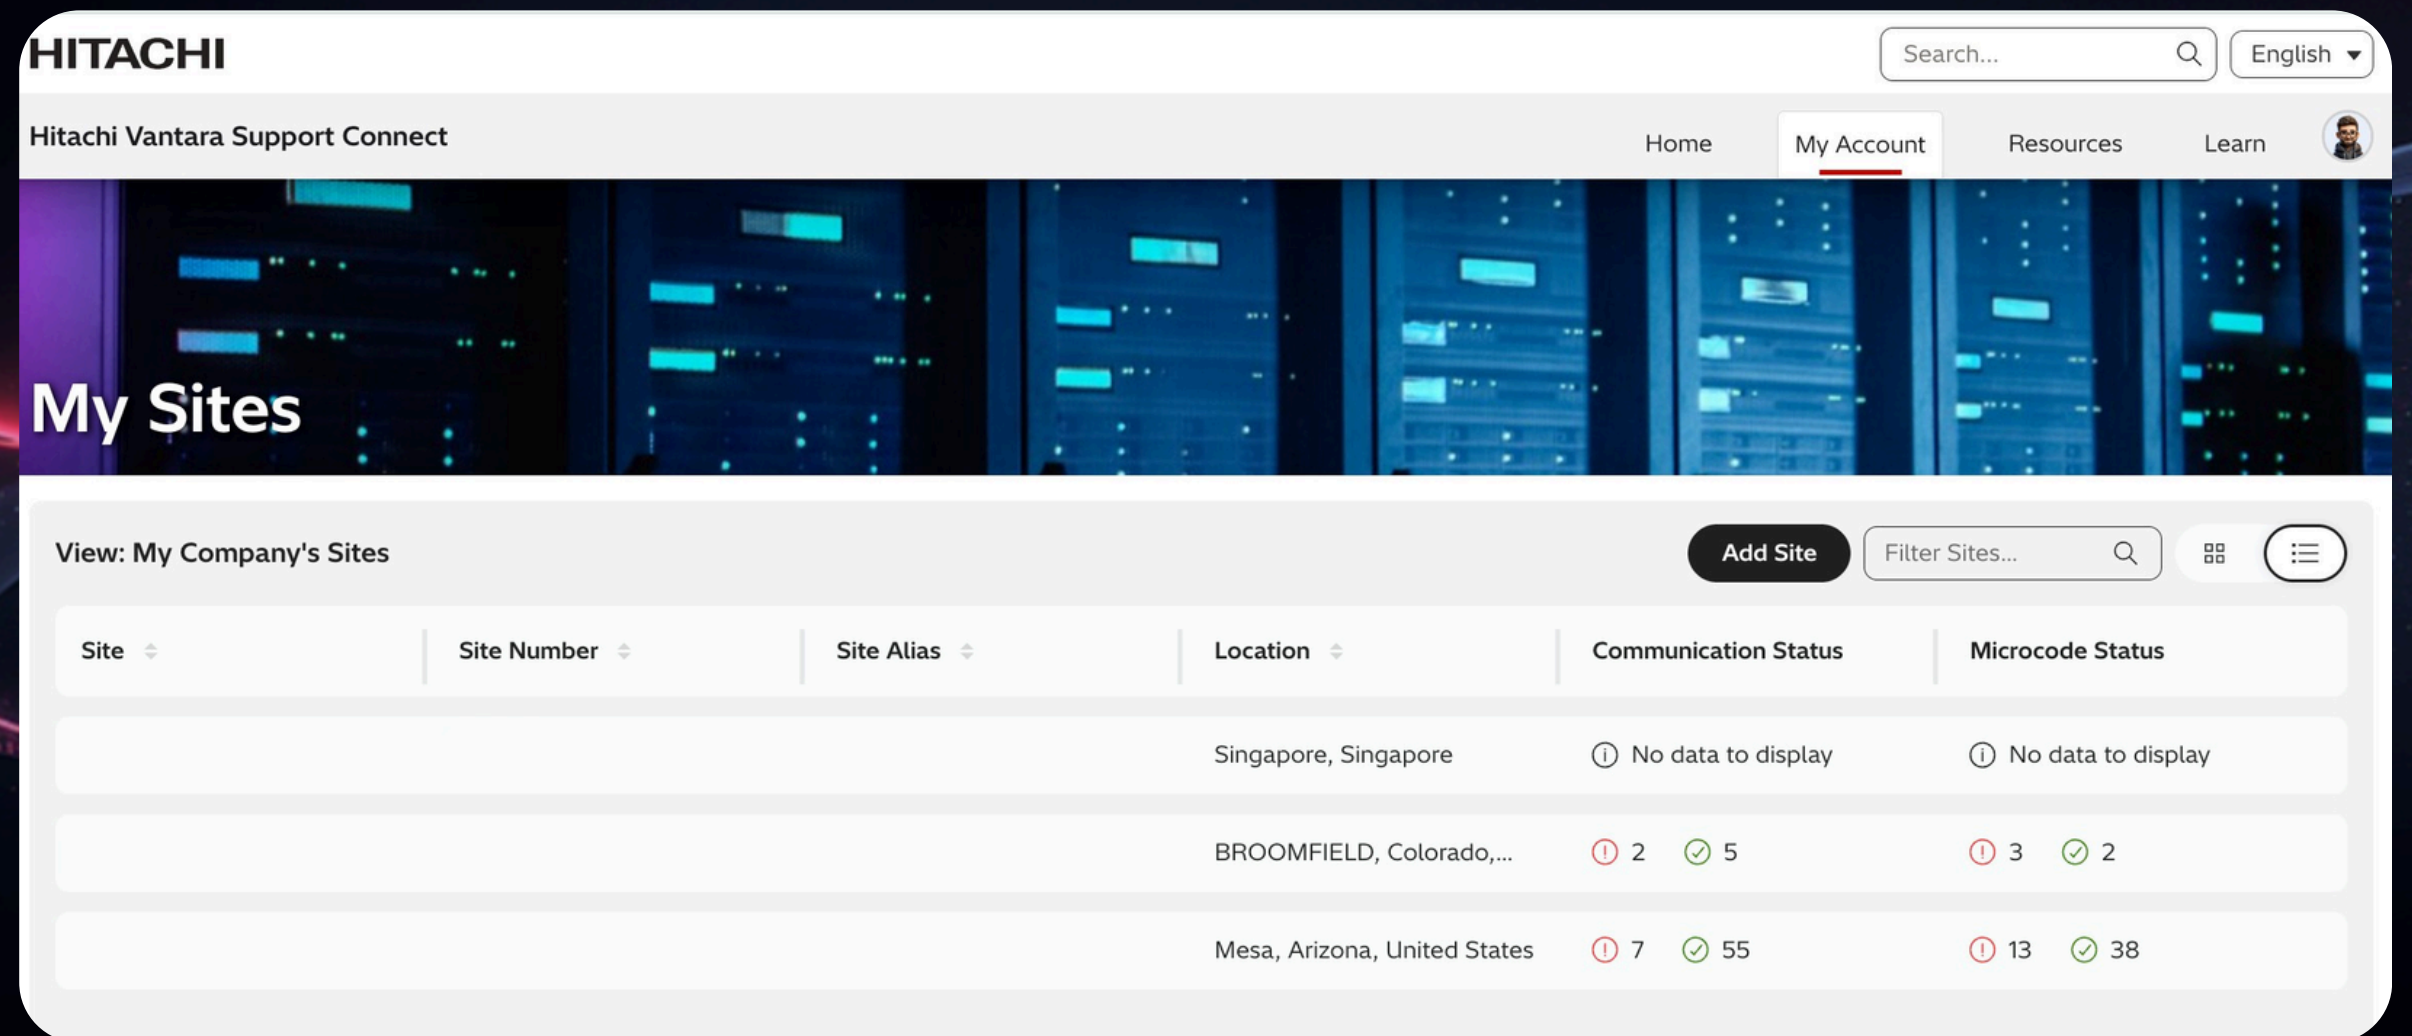 HITACHI
Search...
English
Hitachi Vantara Support Connect
Home
My Account
Resources
Learn
My Sites
View: My Company's Sites
Add Site
Filter Sites...
Site
Site Number
Site Alias
Location
Communication Status
Microcode Status
Singapore, Singapore
No data to display
No data to display
BROOMFIELD, Colorado,...
2
5
3
2
Mesa, Arizona, United States
7
55
13
38